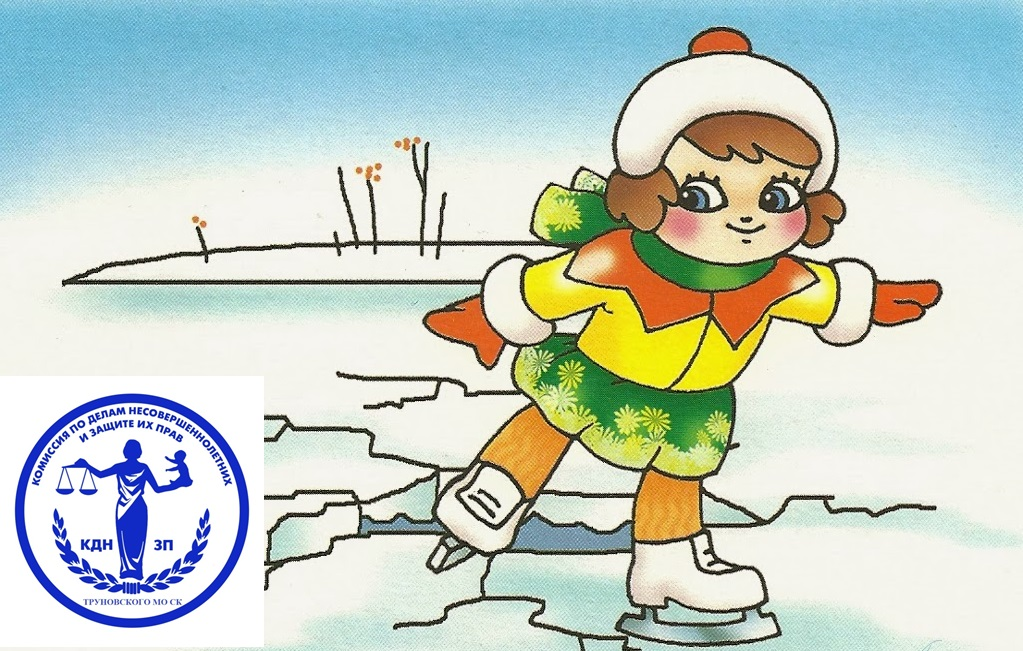 КОМИССИЯ ПО ДЕЛАМ НЕСОВЕРШЕННОЛЕТНИХ
И ЗАЩИТЕ ИХ ПРАВ
КДН ЗП
ТРУНОВСКОГО МО СК